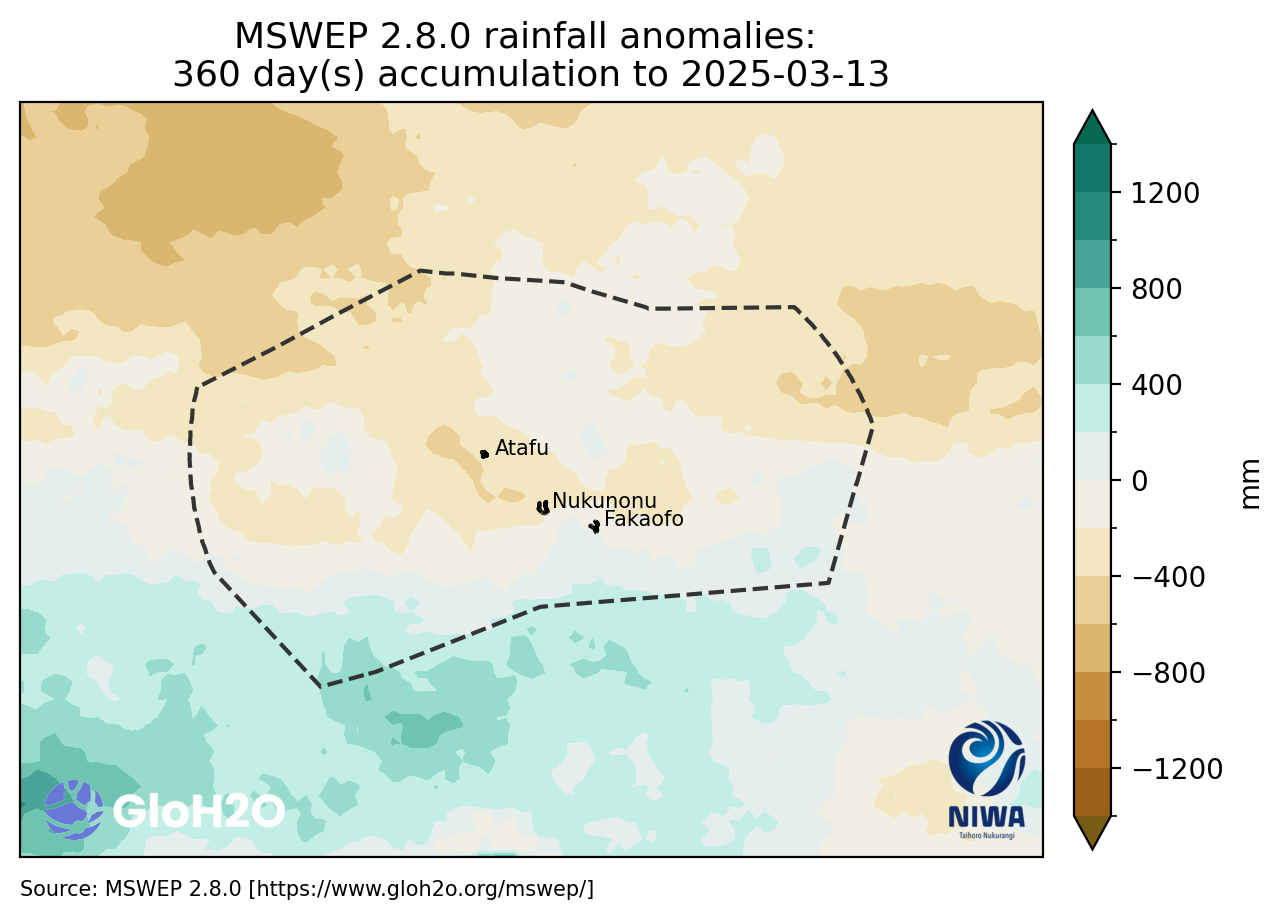 MSWEP 2.8.0 rainfall anomalies:
360 day(s) accumulation to 2025-03-13
1200
800
400
0
−400
−800
−1200
mm
Atafu
Nukunonu
Fakaofo
GloH2O
NIWA
Taihoro Nukurangi
Source: MSWEP 2.8.0 [https://www.gloh2o.org/mswep/]